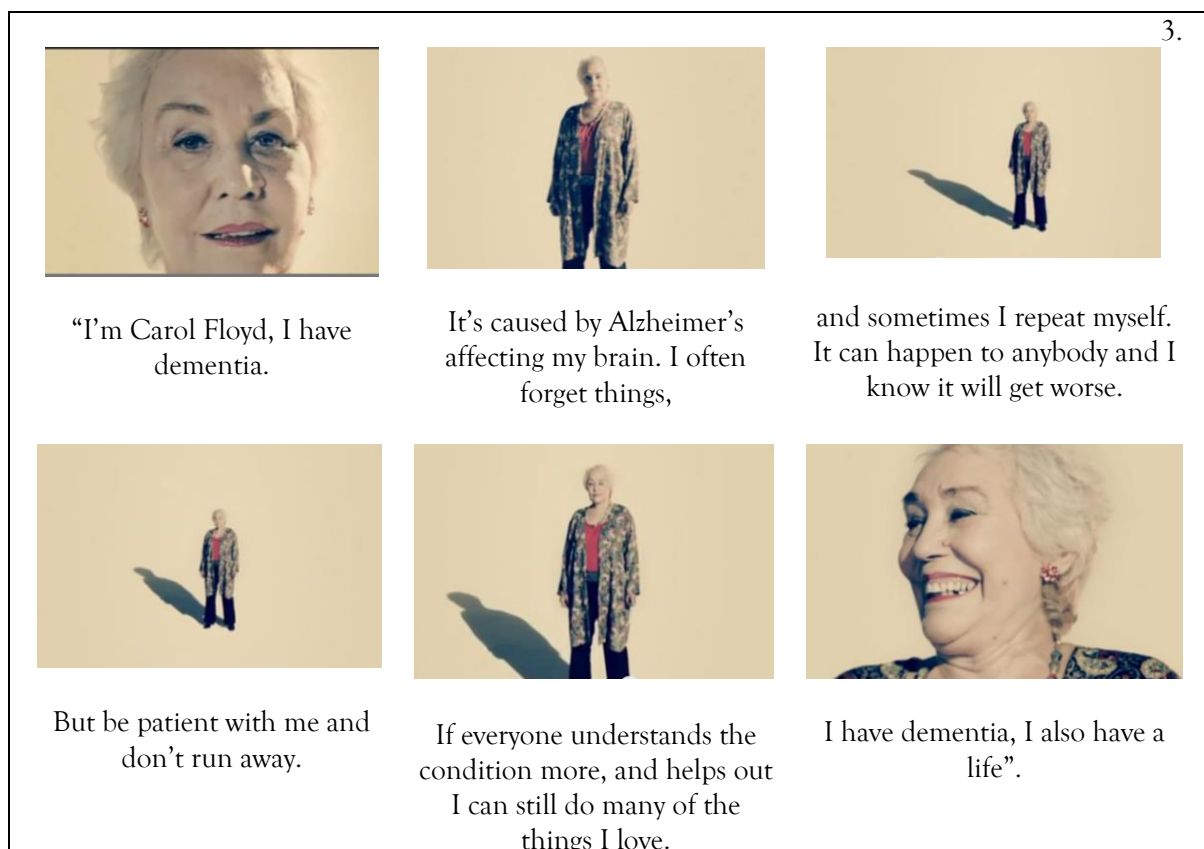 3.
“I’m Carol Floyd, I have
dementia.
It’s caused by Alzheimer’s
affecting my brain. I often
forget things,
and sometimes I repeat myself.
It can happen to anybody and I
know it will get worse.
But be patient with me and
don’t run away.
If everyone understands the
condition more, and helps out
I can still do many of the
things I love.
I have dementia, I also have a
life”.